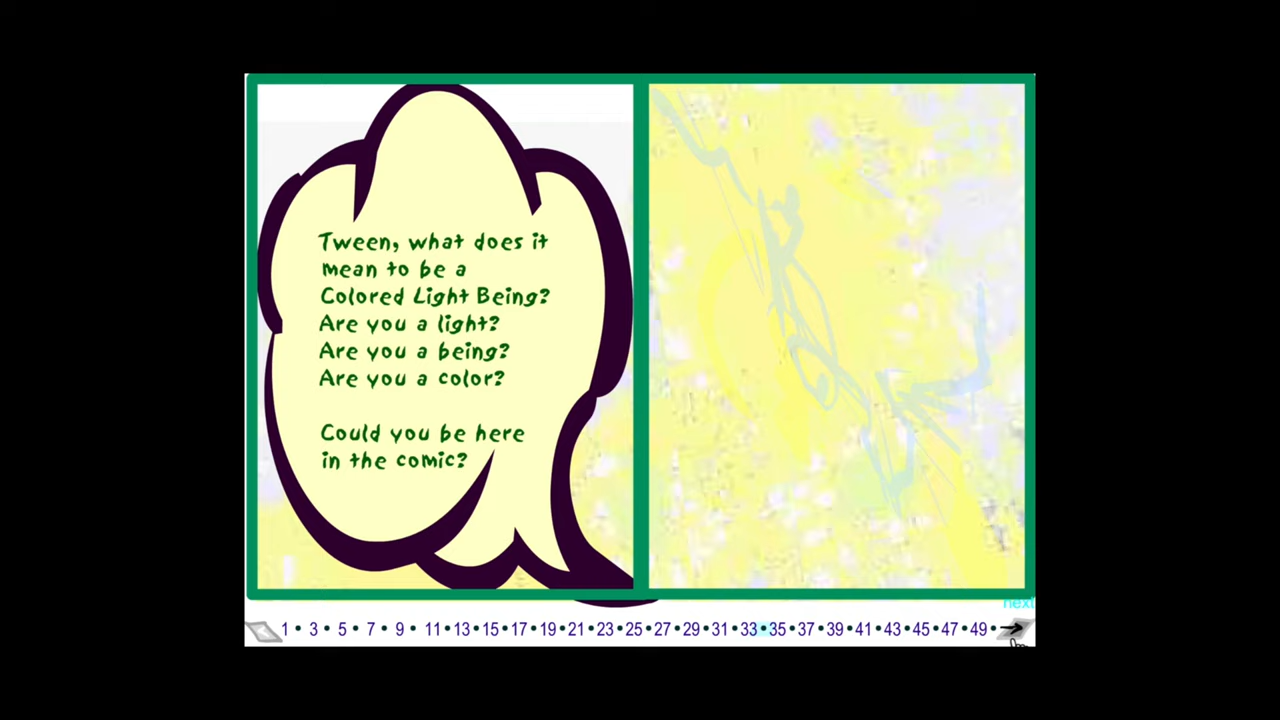 Tween, what does it
mean to be a
Colored Light Being?
Are you a light?
Are you a being?
Are you a color?
Could you be here
in the comic?
next
1 • 3 • 5 • 7 • 9 • 11 • 13 • 15 • 17 • 19 • 21 • 23 • 25 • 27 • 29 • 31 • 33 • 35 • 37 • 39 • 41 • 43 • 45 • 47 • 49 •